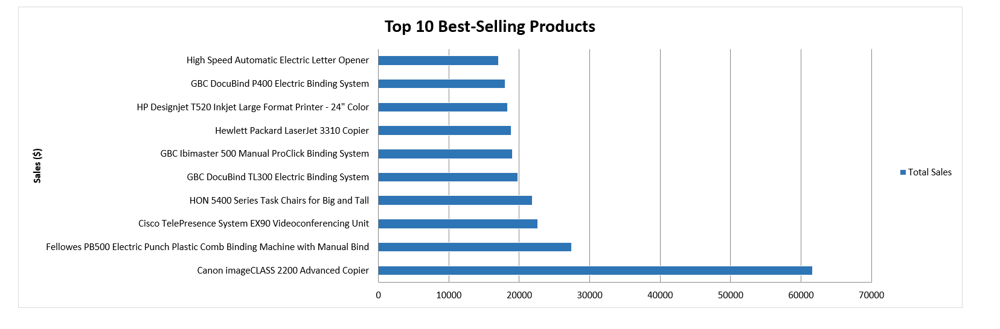 Top 10 Best-Selling Products
High Speed Automatic Electric Letter Opener
GBC DocuBind P400 Electric Binding System
HP Designjet T520 Inkjet Large Format Printer - 24" Color
Hewlett Packard LaserJet 3310 Copier
GBC Ibimaster 500 Manual ProClick Binding System
GBC DocuBind TL300 Electric Binding System
HON 5400 Series Task Chairs for Big and Tall
Cisco TelePresence System EX90 Videoconferencing Unit
Fellowes PB500 Electric Punch Plastic Comb Binding Machine with Manual Bind
Canon imageCLASS 2200 Advanced Copier
Sales ($)
0 10000 20000 30000 40000 50000 60000 70000
Total Sales